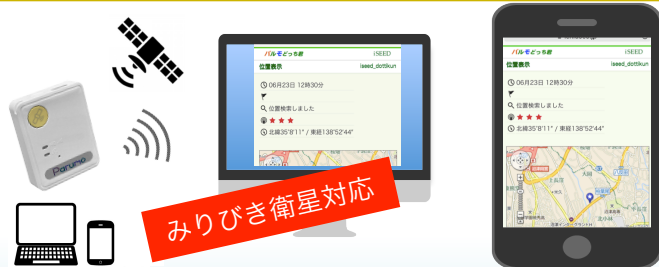 Parumo
パルモどっち君
iSEED
位置表示
iseed_dottikun
06月23日 12時30分
位置検索しました
★★★
北緯35°8'11" / 東経138°52'44"
みりびき衛星対応
パルモどっち君
iSEED
位置表示
iseed_dottikun
06月23日 12時30分
位置検索しました
★★★
北緯35°8'11" / 東経138°52'44"